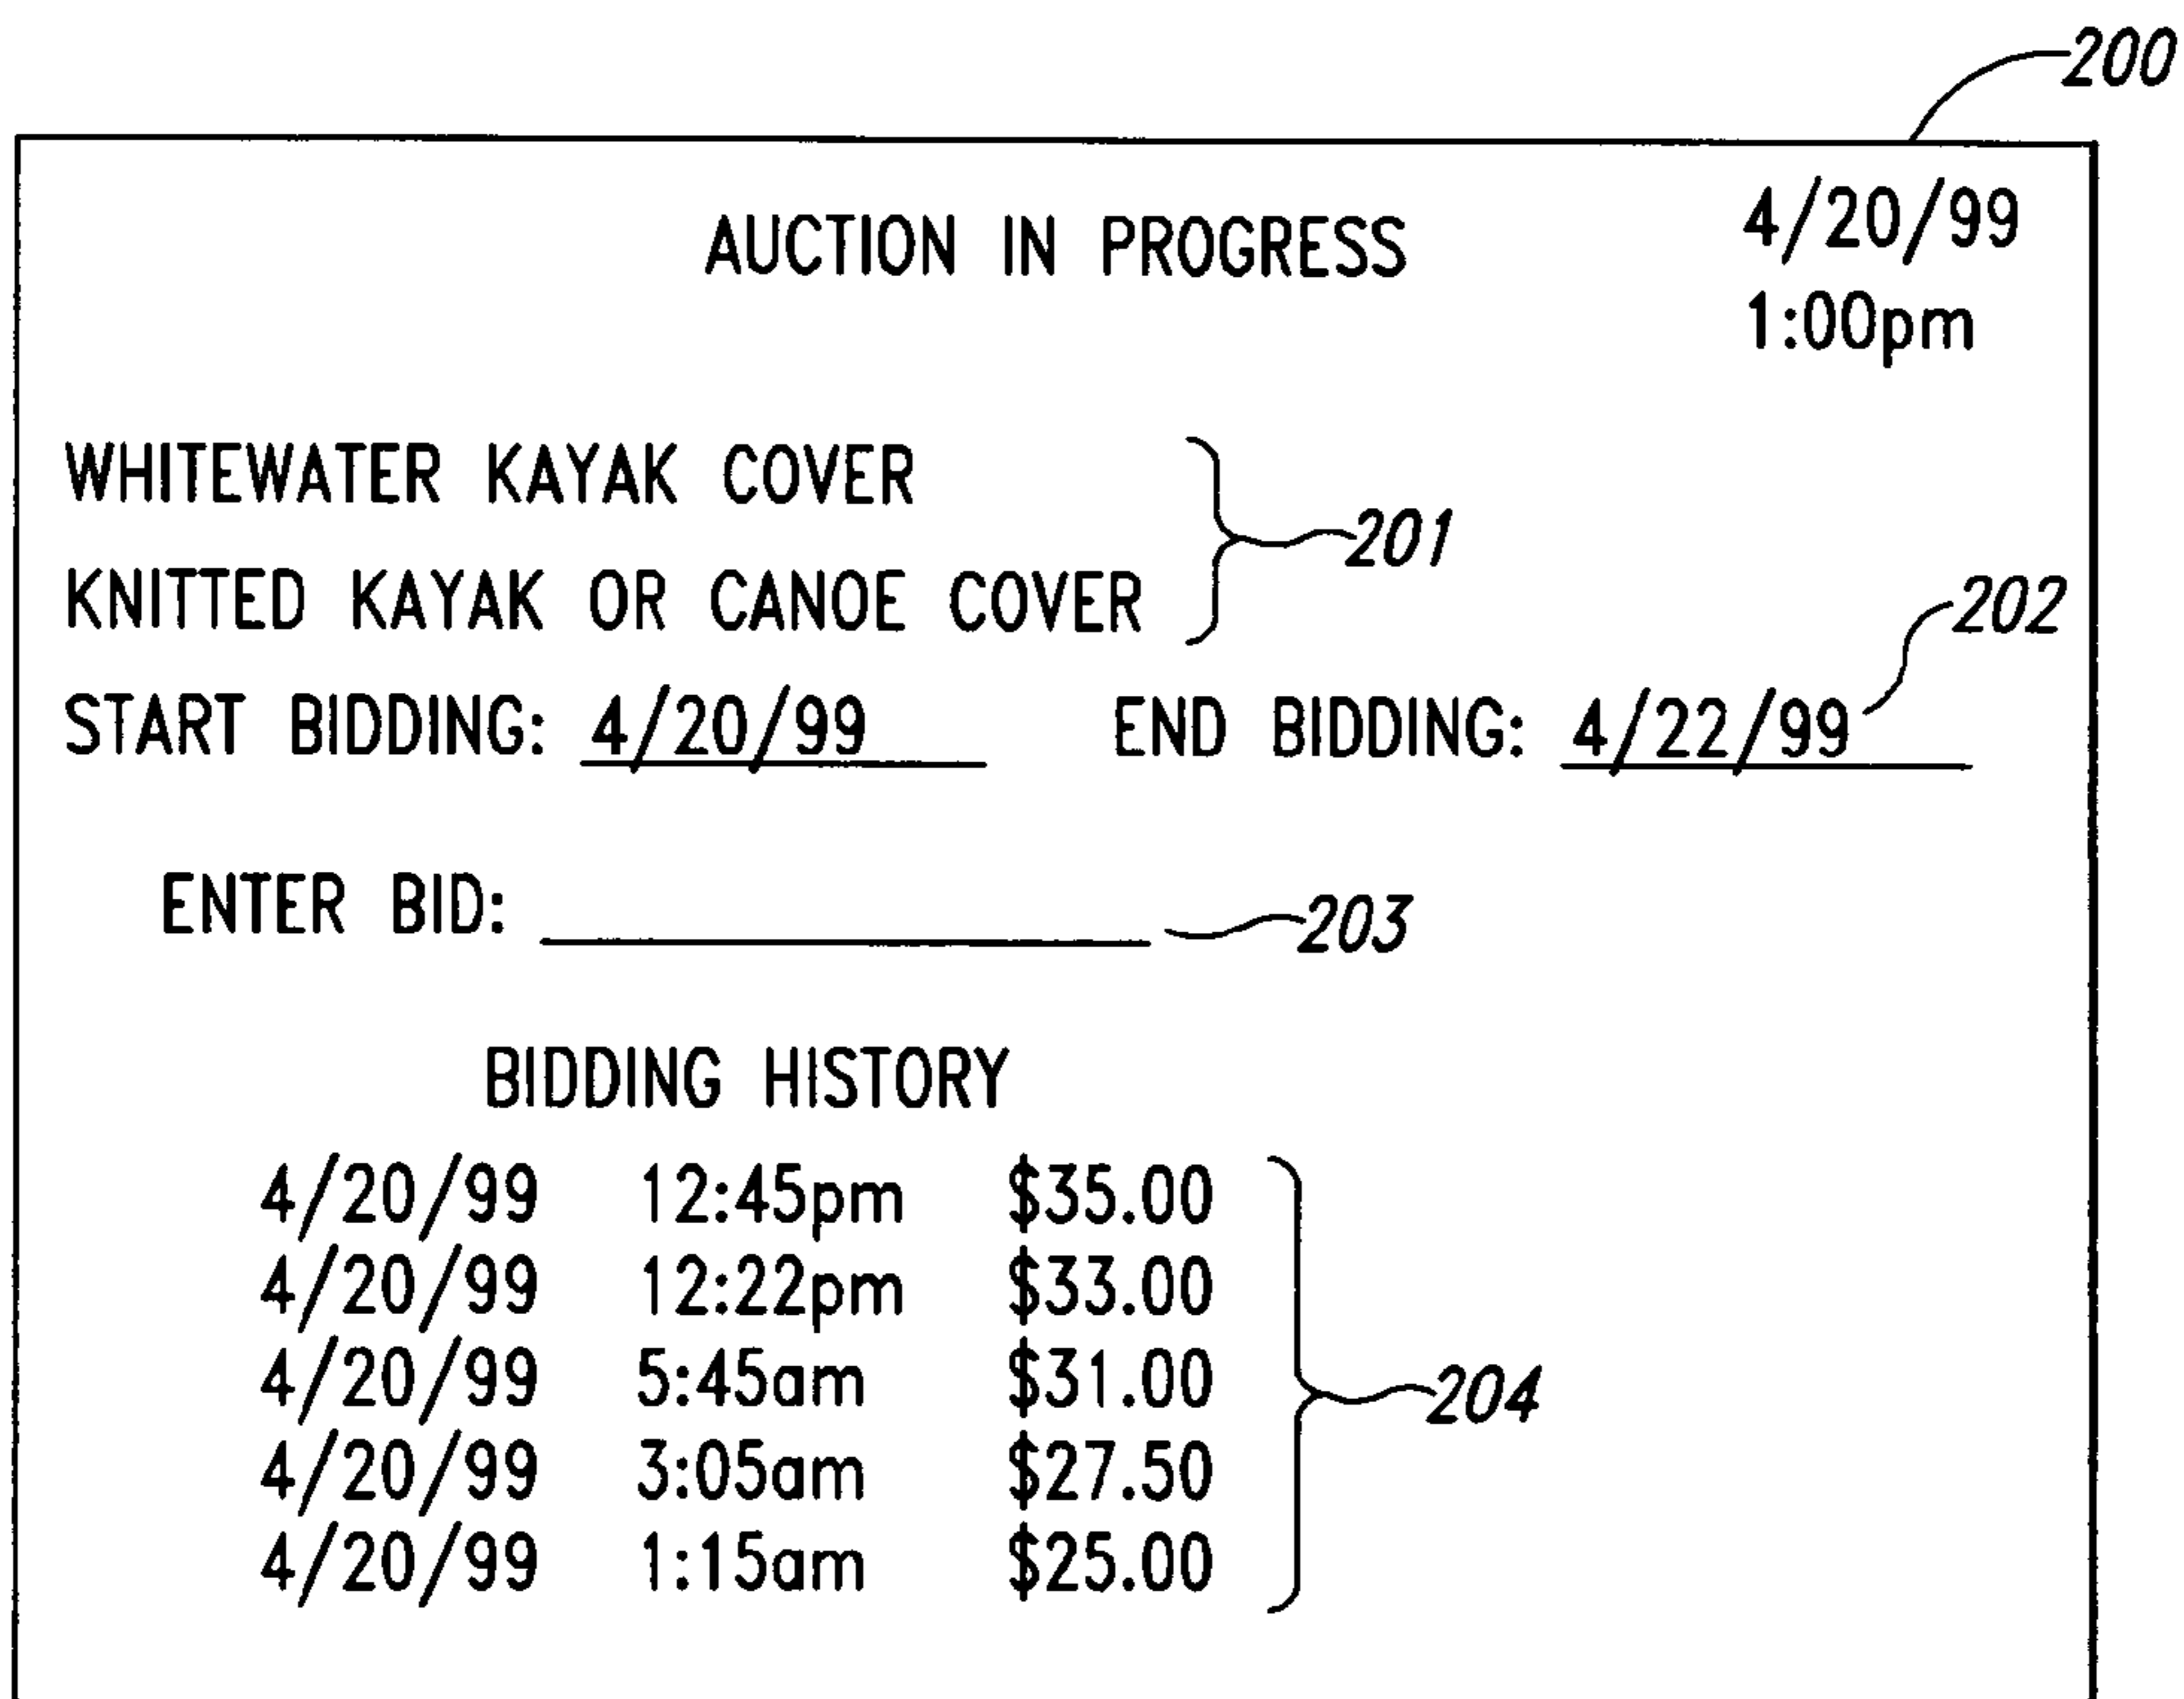 200
AUCTION IN PROGRESS 4/20/99
1:00pm
WHITEWATER KAYAK COVER
201
KNITTED KAYAK OR CANOE COVER
202
START BIDDING: 4/20/99 END BIDDING: 4/22/99
ENTER BID: 203
BIDDING HISTORY
4/20/99 12:45pm $35.00
4/20/99 12:22pm $33.00
4/20/99 5:45am $31.00
204
4/20/99 3:05am $27.50
4/20/99 1:15am $25.00